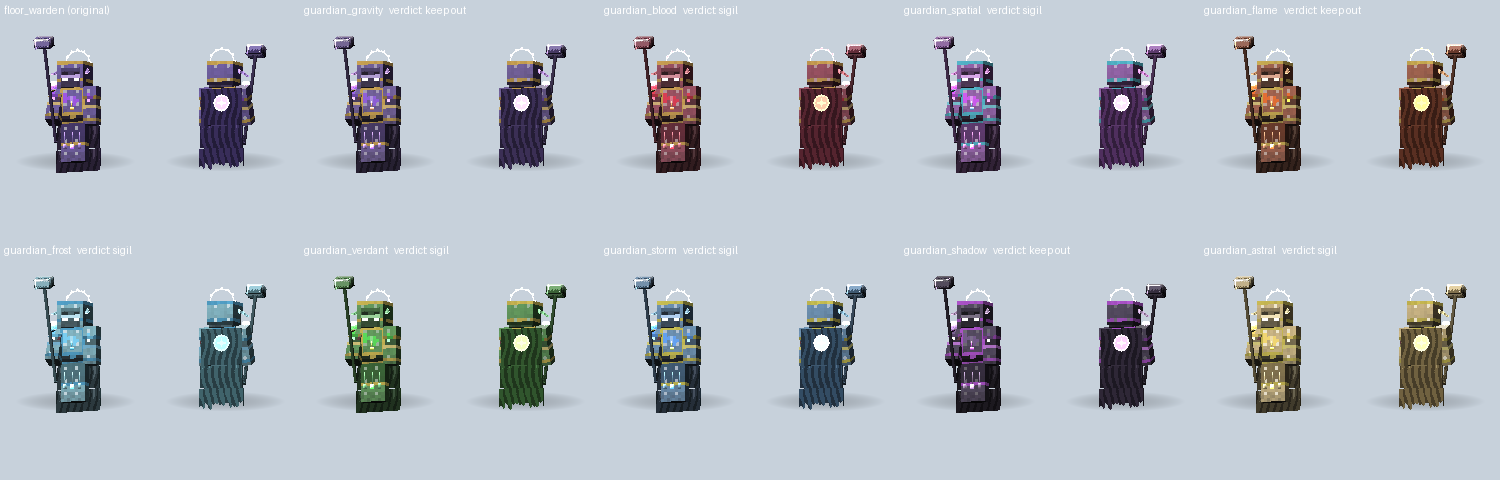 floor_warden (original)
guardian_gravity verdict keepout
guardian_blood verdict sigil
guardian_spatial verdict sigil
guardian_flame verdict keepout
guardian_frost verdict sigil
guardian_verdant verdict sigil
guardian_storm verdict sigil
guardian_shadow verdict keepout
guardian_astral verdict sigil